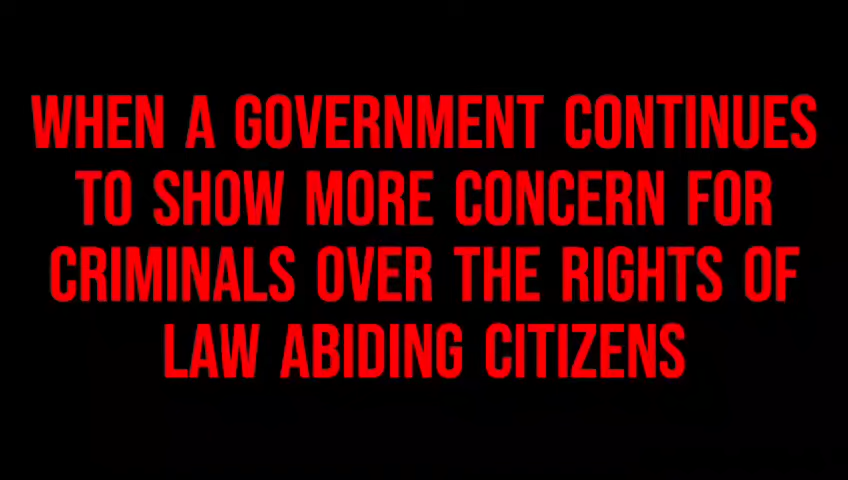 WHEN A GOVERNMENT CONTINUES
TO SHOW MORE CONCERN FOR
CRIMINALS OVER THE RIGHTS OF
LAW ABIDING CITIZENS